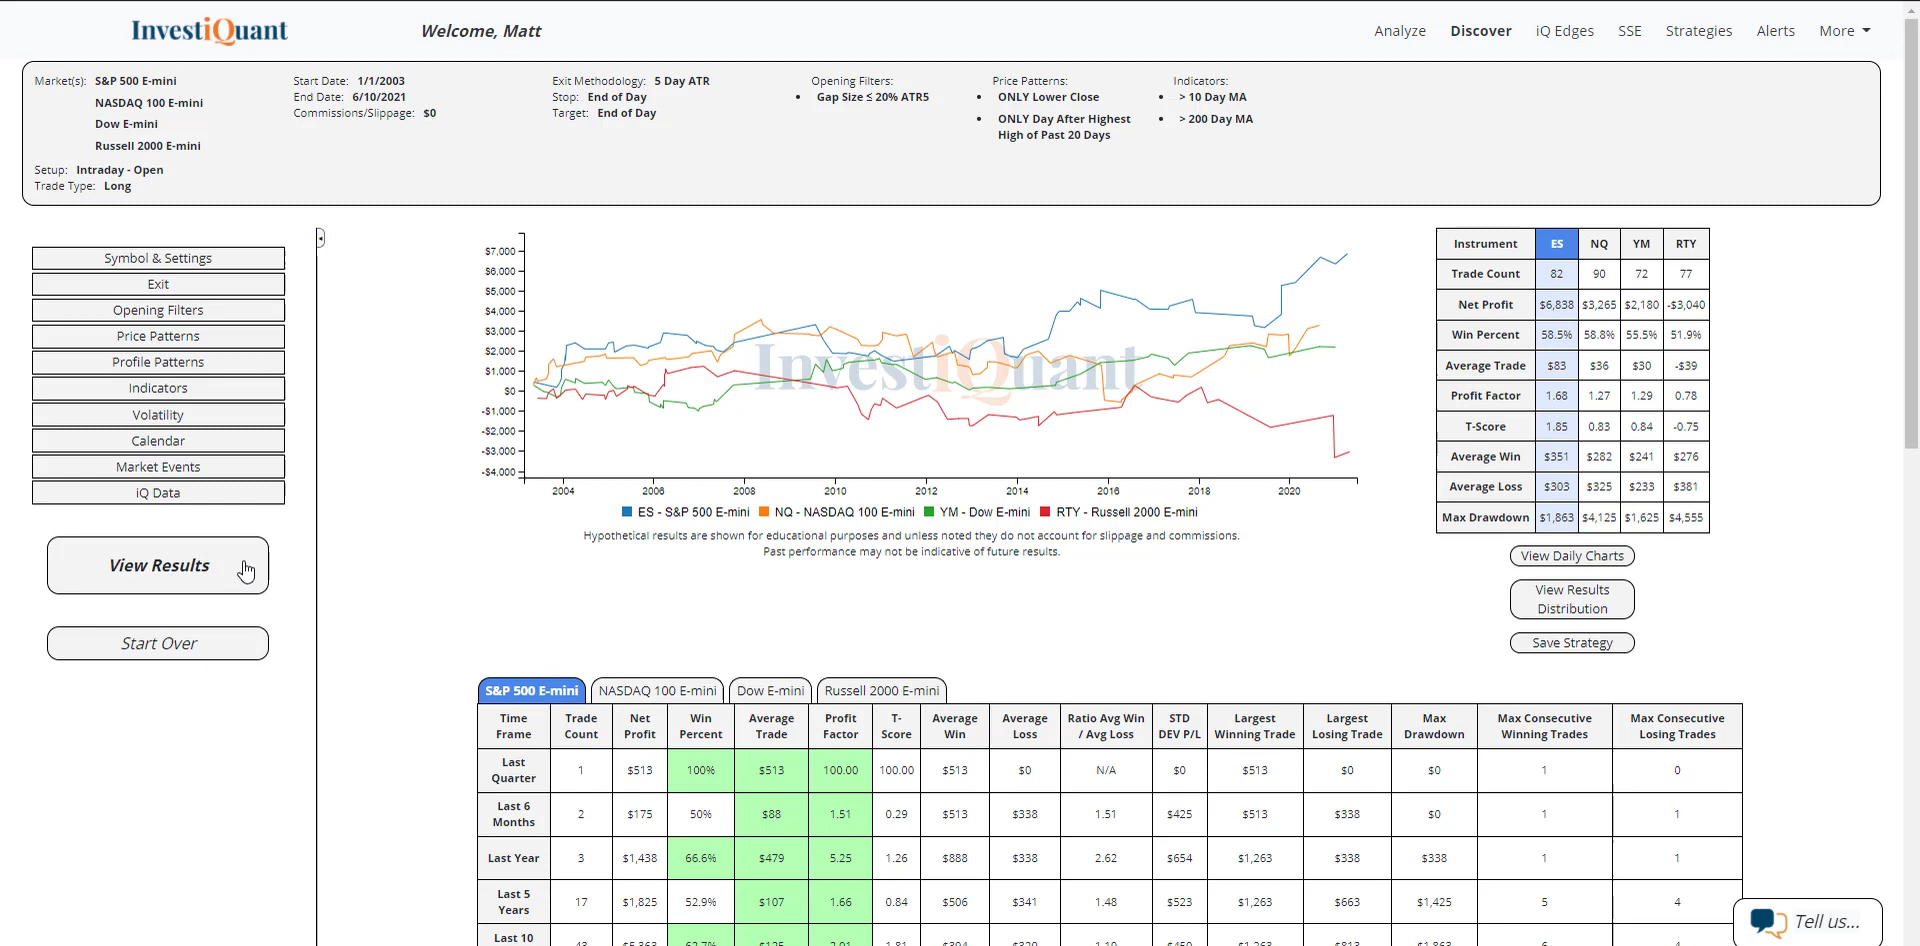 InvestiQuant
Welcome, Matt
Analyze Discover iQ Edges SSE Strategies Alerts More
Market(s): S&P 500 E-mini
NASDAQ 100 E-mini
Dow E-mini
Russell 2000 E-mini
Setup: Intraday - Open
Trade Type: Long
Start Date: 1/1/2003
End Date: 6/10/2021
Commissions/Slippage: $0
Exit Methodology: 5 Day ATR
Stop: End of Day
Target: End of Day
Opening Filters:
• Gap Size ≤ 20% ATR5
Price Patterns:
• ONLY Lower Close
• ONLY Day After Highest
High of Past 20 Days
Indicators:
• > 10 Day MA
• > 200 Day MA
Symbol & Settings
Exit
Opening Filters
Price Patterns
Profile Patterns
Indicators
Volatility
Calendar
Market Events
iQ Data
View Results
Start Over
$7,000
$6,000
$5,000
$4,000
$3,000
$2,000
$1,000
$0
-$1,000
-$2,000
-$3,000
-$4,000
InvestiQuant
2004 2006 2008 2010 2012 2014 2016 2018 2020
ES - S&P 500 E-mini NQ - NASDAQ 100 E-mini YM - Dow E-mini RTY - Russell 2000 E-mini
Hypothetical results are shown for educational purposes and unless noted they do not account for slippage and commissions.
Past performance may not be indicative of future results.
Instrument ES NQ YM RTY
Trade Count 82 90 72 77
Net Profit $6,838 $3,265 $2,180 -$3,040
Win Percent 58.5% 58.8% 55.5% 51.9%
Average Trade $83 $36 $30 -$39
Profit Factor 1.68 1.27 1.29 0.78
T-Score 1.85 0.83 0.84 -0.75
Average Win $351 $282 $241 $276
Average Loss $303 $325 $233 $381
Max Drawdown $1,863 $4,125 $1,625 $4,555
View Daily Charts
View Results
Distribution
Save Strategy
S&P 500 E-mini NASDAQ 100 E-mini Dow E-mini Russell 2000 E-mini
Time Trade Net Win Average Profit T- Average Average Ratio Avg Win STD Largest Largest Max Max Consecutive Max Consecutive
Frame Count Profit Percent Trade Factor Score Win Loss / Avg Loss DEV P/L Winning Trade Losing Trade Drawdown Winning Trades Losing Trades
Last
Quarter 1 $513 100% $513 100.00 100.00 $513 $0 N/A $0 $513 $0 $0 1 0
Last 6
Months 2 $175 50% $88 1.51 0.29 $513 $338 1.51 $425 $513 $338 $0 1 1
Last Year 3 $1,438 66.6% $479 5.25 1.26 $888 $338 2.62 $654 $1,263 $338 $338 1 1
Last 5
Years 17 $1,825 52.9% $107 1.66 0.84 $506 $341 1.48 $523 $1,263 $663 $1,425 5 4
Last 10
Tell us...